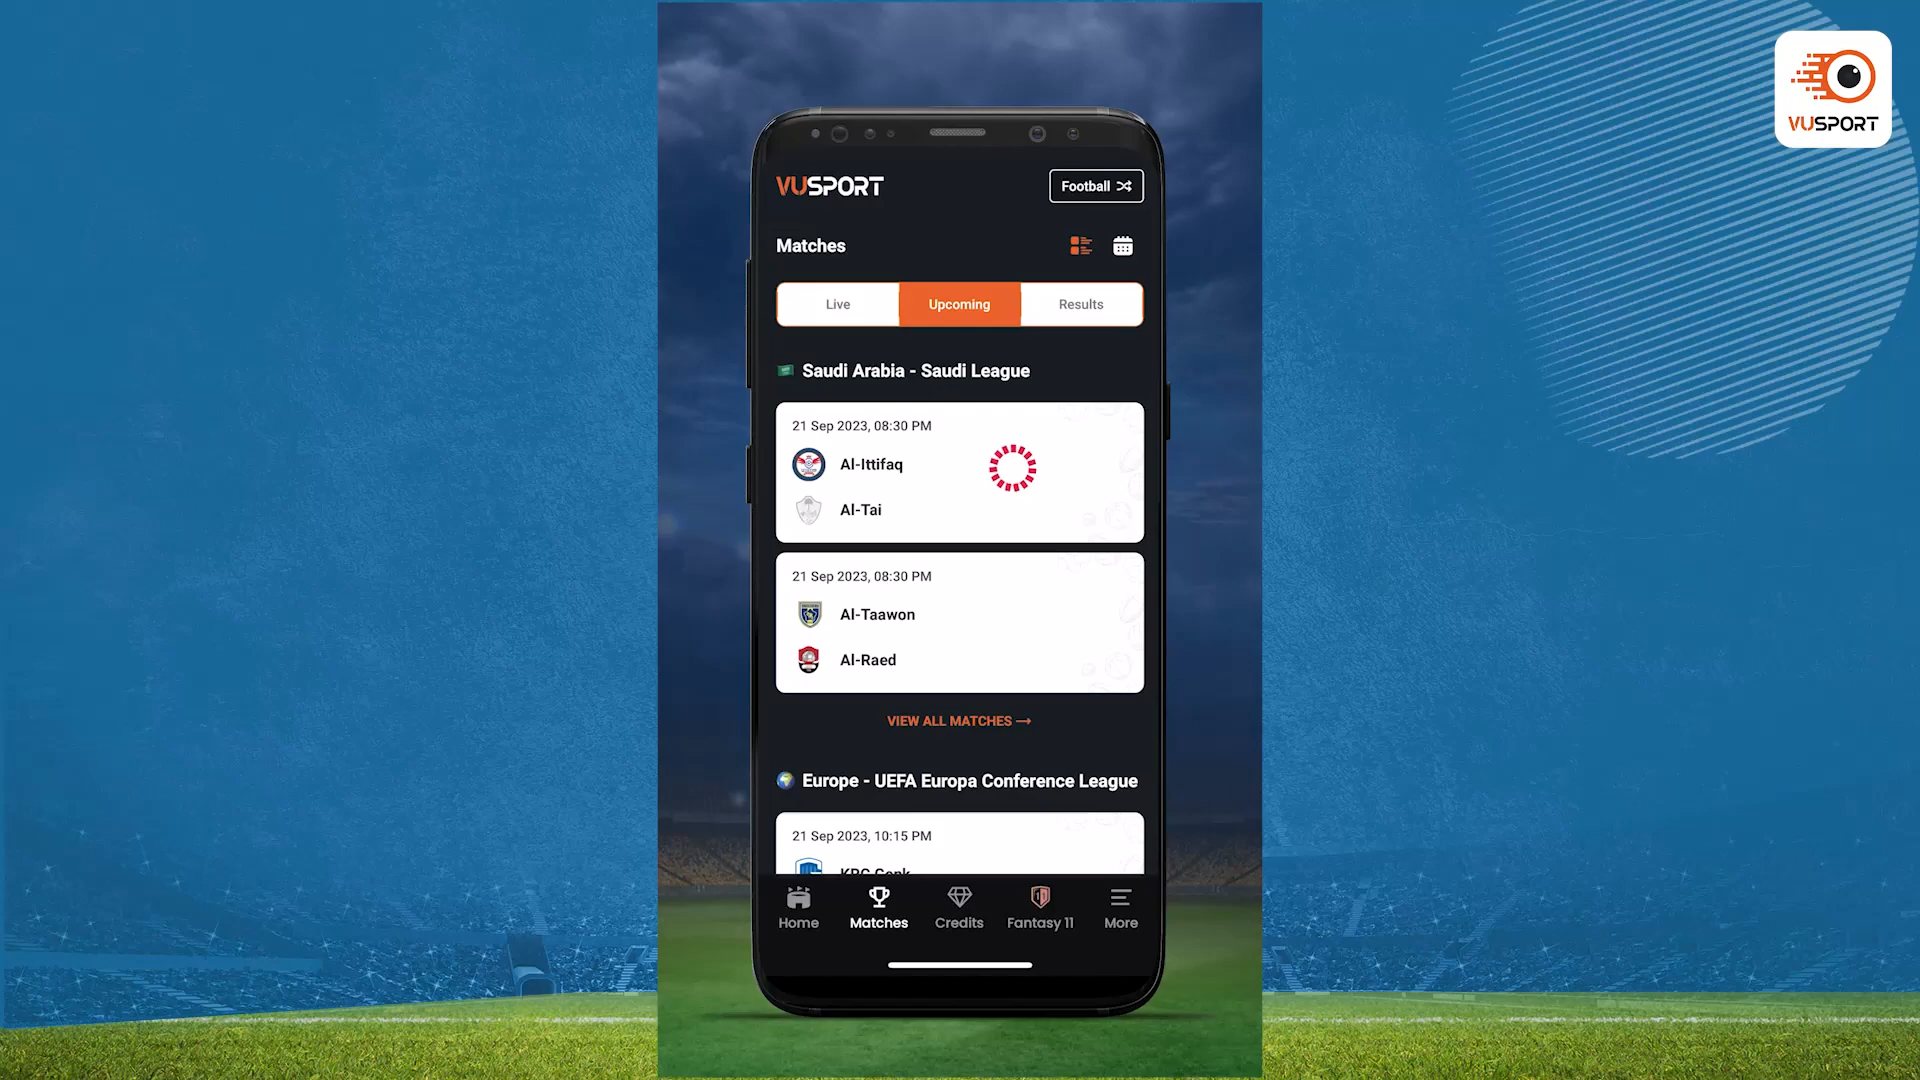 VUSPORT
VUSPORT
Football
Matches
Live
Upcoming
Results
Saudi Arabia - Saudi League
21 Sep 2023, 08:30 PM
Al-Ittifaq
Al-Tai
21 Sep 2023, 08:30 PM
Al-Taawon
Al-Raed
VIEW ALL MATCHES →
Europe - UEFA Europa Conference League
21 Sep 2023, 10:15 PM
KRC Genk
Home
Matches
Credits
Fantasy 11
More